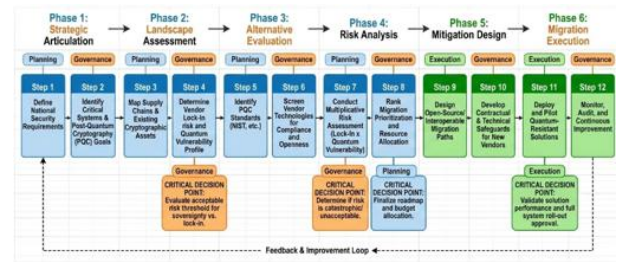 Phase 1:
Strategic
Articulation
Phase 2:
Landscape
Assessment
Phase 3:
Alternative
Evaluation
Phase 4:
Risk Analysis
Phase 5:
Mitigation Design
Phase 6:
Migration
Execution
Planning
Governance
Planning
Governance
Planning
Governance
Planning
Governance
Execution
Governance
Execution
Governance
Step 1
Define
National
Security
Requirements
Step 2
Identify
Critical
Systems &
Post-Quantum
Cryptography
(PQC) Goals
Step 3
Map Supply
Chains & Existing
Cryptographic
Assets
Step 4
Determine
Vendor
Lock-In
risk and
Quantum
Vulnerability
Profile
Step 5
Identify
PQC
Standards
(NIST, etc.)
Step 6
Screen
Vendor
Technologies
for
Compliance
and
Openness
Step 7
Conduct
Multiplicative
Risk
Assessment
(Lock-In x
Quantum
Vulnerability)
Step 8
Rank
Migration
Prioritization
and
Resource
Allocation
Step 9
Design
Open-Source/
Interoperable
Migration
Paths
Step 10
Develop
Contractual
& Technical
Safeguards
for New
Vendors
Step 11
Deploy
and Pilot
Quantum-
Resistant
Solutions
Step 12
Monitor,
Audit, and
Continuous
Improvement
Governance
CRITICAL DECISION
POINT:
Evaluate acceptable
risk threshold for
sovereignty vs.
lock-in.
Governance
CRITICAL DECISION
POINT:
Determine if risk
is catastrophic/
unacceptable.
Planning
CRITICAL DECISION
POINT:
Finalize roadmap
and budget
allocation.
Execution
CRITICAL DECISION
POINT:
Validate solution
performance and full
system roll-out
approval.
Feedback & Improvement Loop